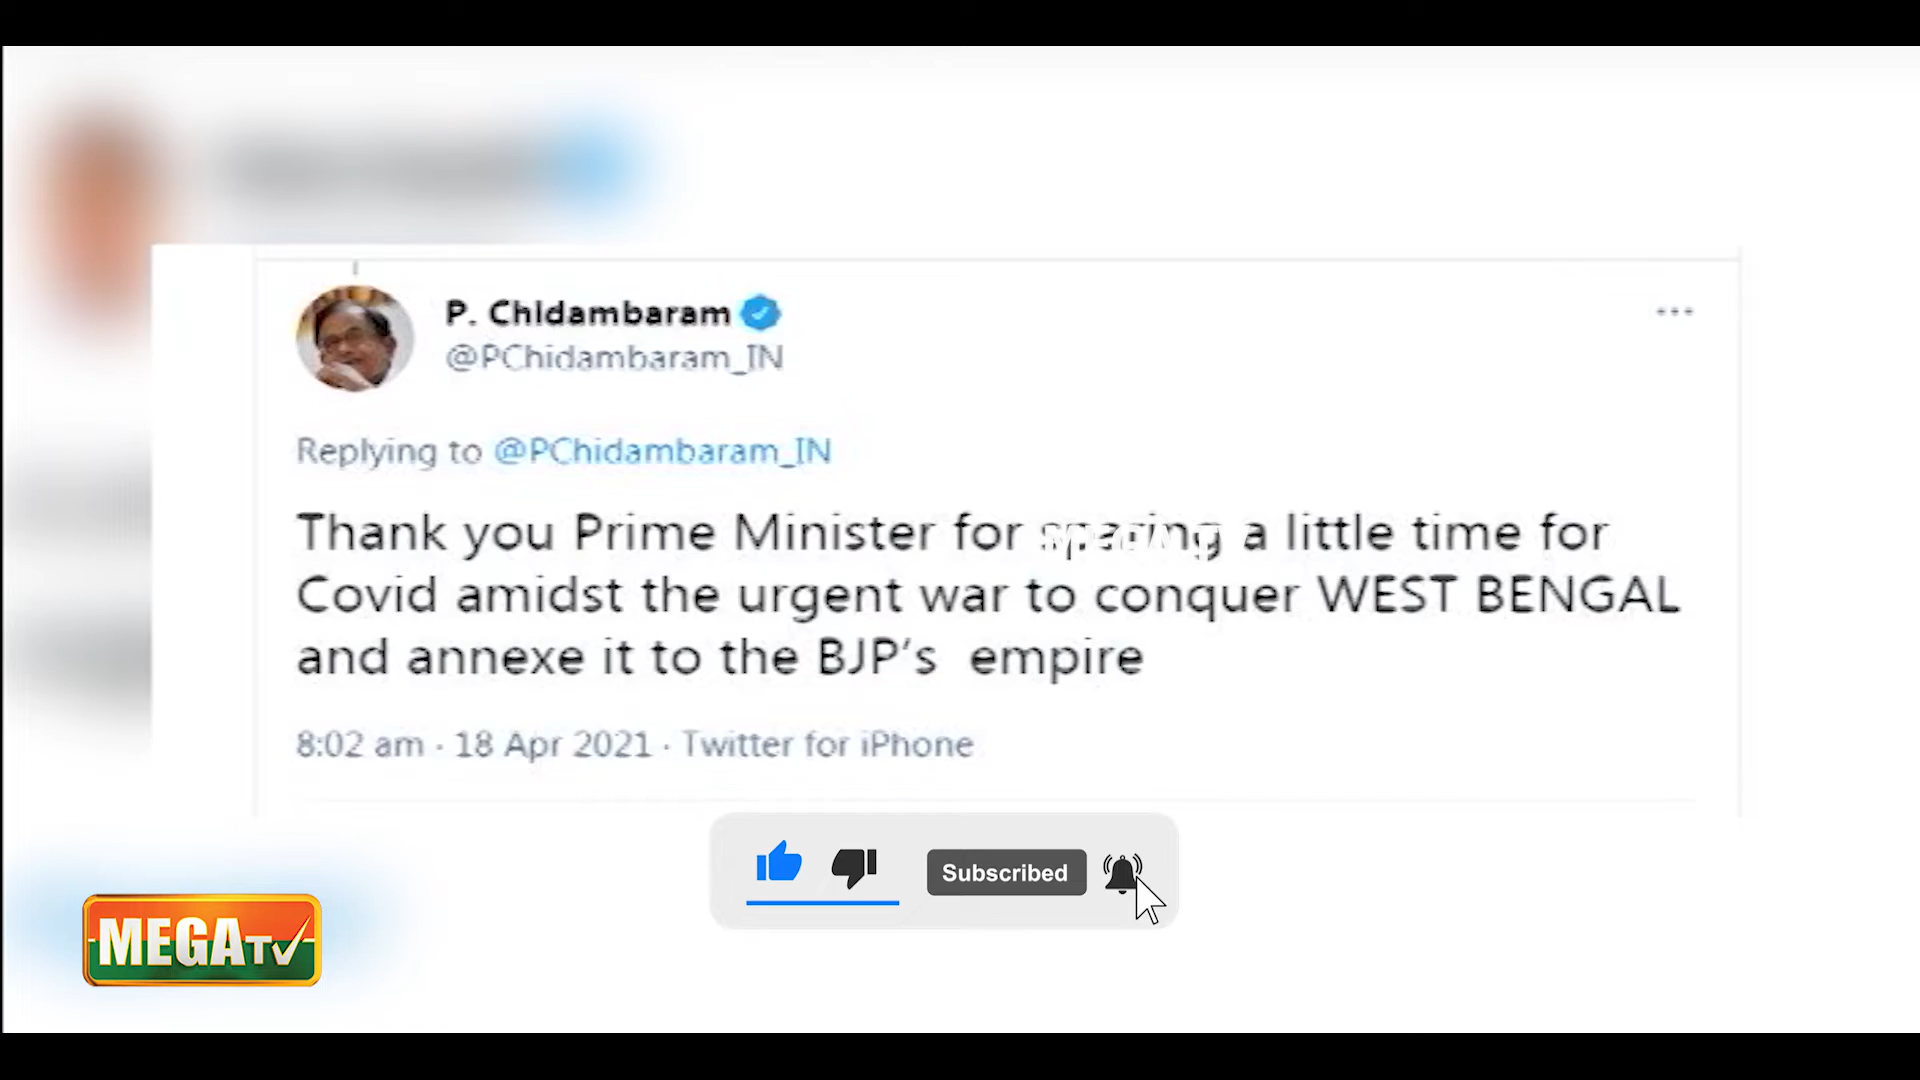 P. Chidambaram
@PChidambaram_IN
Replying to @PChidambaram_IN
Thank you Prime Minister for sparing a little time for
Covid amidst the urgent war to conquer WEST BENGAL
and annexe it to the BJP’s empire
8:02 am · 18 Apr 2021 · Twitter for iPhone
Subscribed
MEGA TV